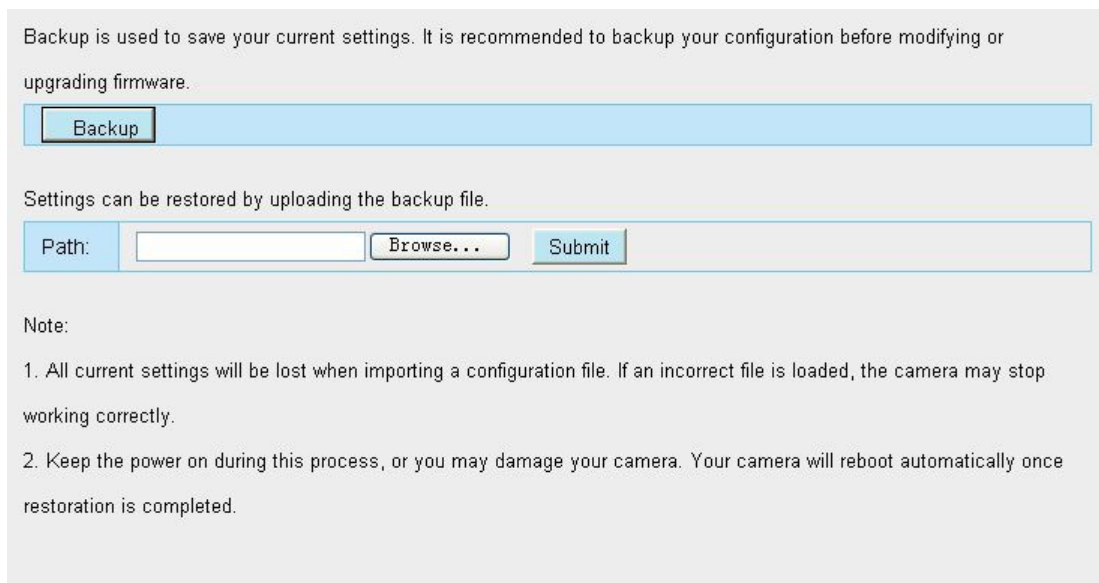 Backup is used to save your current settings. It is recommended to backup your configuration before modifying or
upgrading firmware.
Backup
Settings can be restored by uploading the backup file.
Path: Browse... Submit
Note:
1. All current settings will be lost when importing a configuration file. If an incorrect file is loaded, the camera may stop
working correctly.
2. Keep the power on during this process, or you may damage your camera. Your camera will reboot automatically once
restoration is completed.